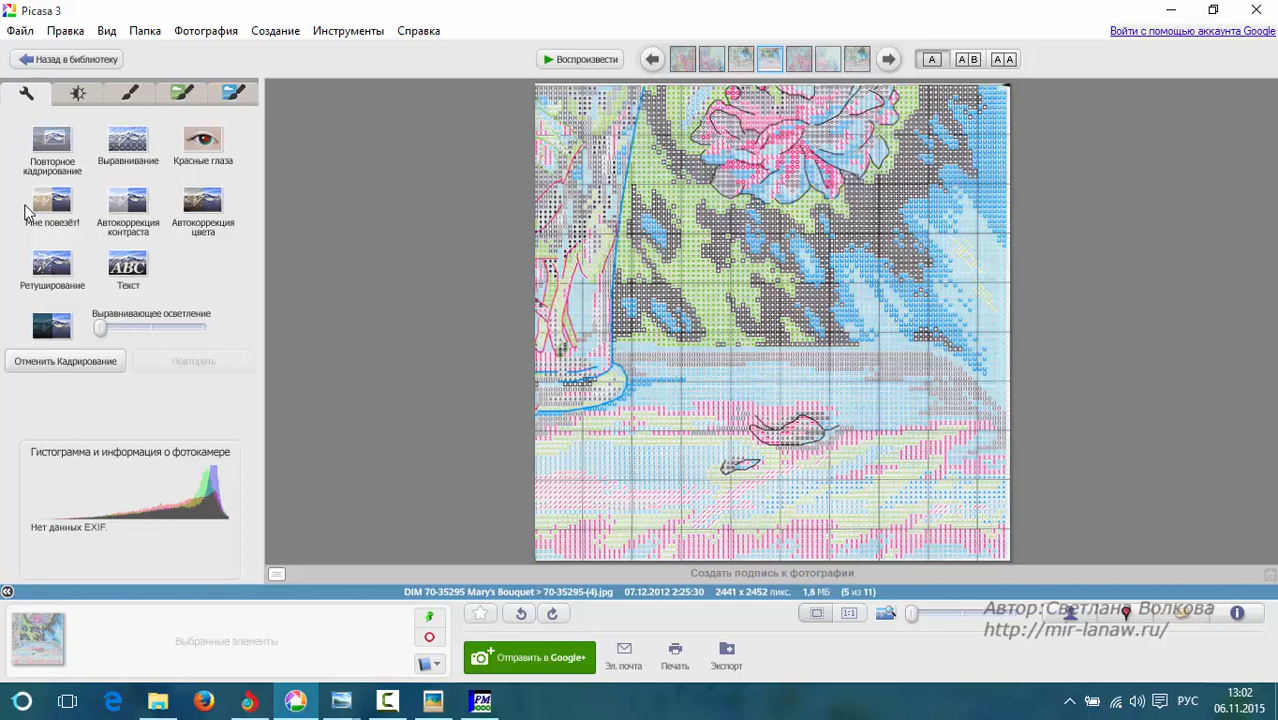 Picasa 3
Файл Правка Вид Папка Фотография Создание Инструменты Справка
Войти с помощью аккаунта Google
Назад в библиотеку
Воспроизвести
A
A B
A A
Повторное кадрирование
Выравнивание
Красные глаза
Мне повезёт!
Автокоррекция контраста
Автокоррекция цвета
Ретуширование
ABC
Текст
Выравнивающее осветление
Отменить Кадрирование
Повторить
Гистограмма и информация о фотокамере
Нет данных EXIF.
Создать подпись к фотографии
DIM 70-35295 Mary's Bouquet > 70-35295-(4).jpg 07.12.2012 2:25:30 2441 x 2452 пикс. 1,8 МБ (5 из 11)
1:1
Автор:Светлана Волкова
http://mir-lanaw.ru/
Выбранные элементы
Отправить в Google+
Эл. почта
Печать
Экспорт
PM
РУС
13:02
06.11.2015